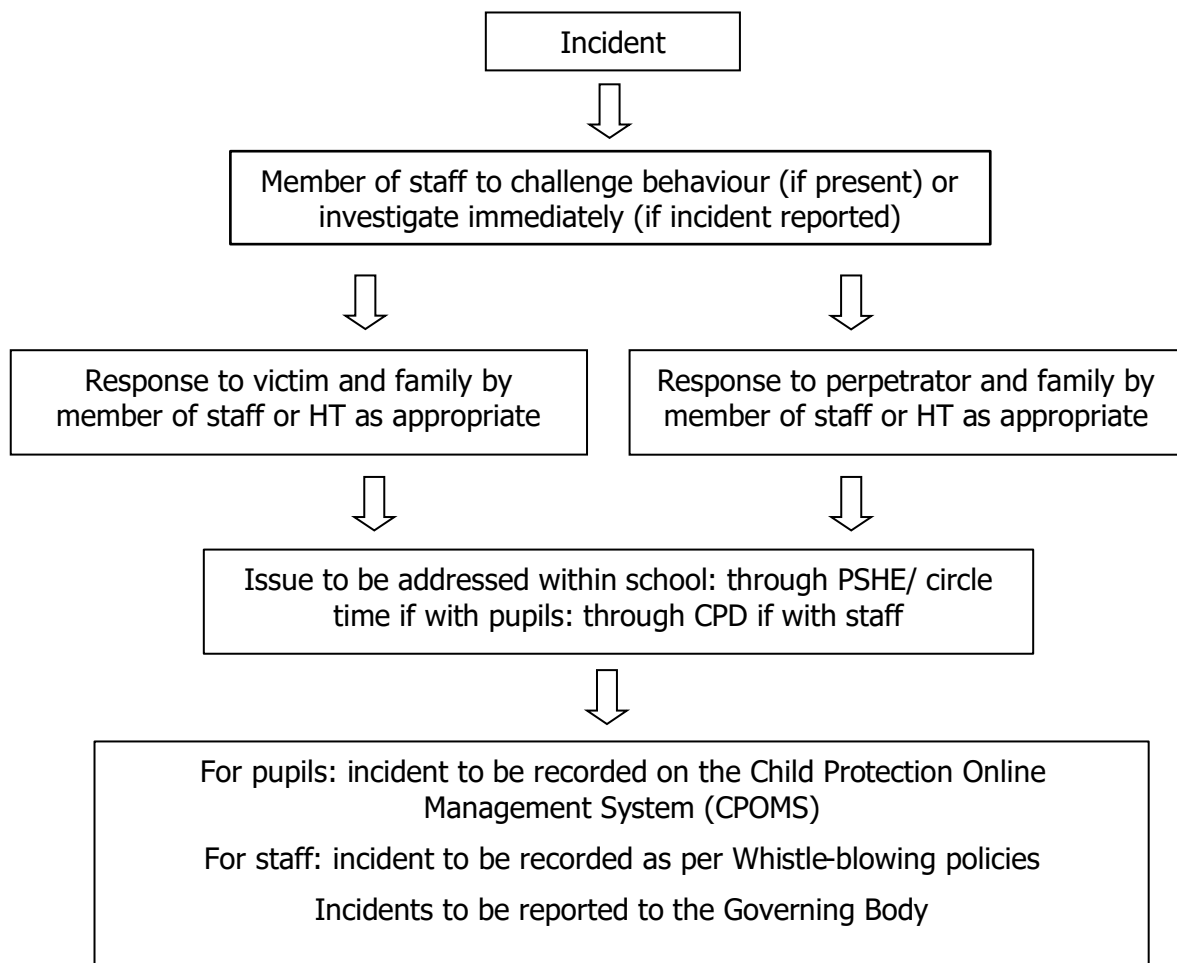 Incident
Member of staff to challenge behaviour (if present) or
investigate immediately (if incident reported)
Response to victim and family by
member of staff or HT as appropriate
Response to perpetrator and family by
member of staff or HT as appropriate
Issue to be addressed within school: through PSHE/ circle
time if with pupils: through CPD if with staff
For pupils: incident to be recorded on the Child Protection Online
Management System (CPOMS)
For staff: incident to be recorded as per Whistle-blowing policies
Incidents to be reported to the Governing Body